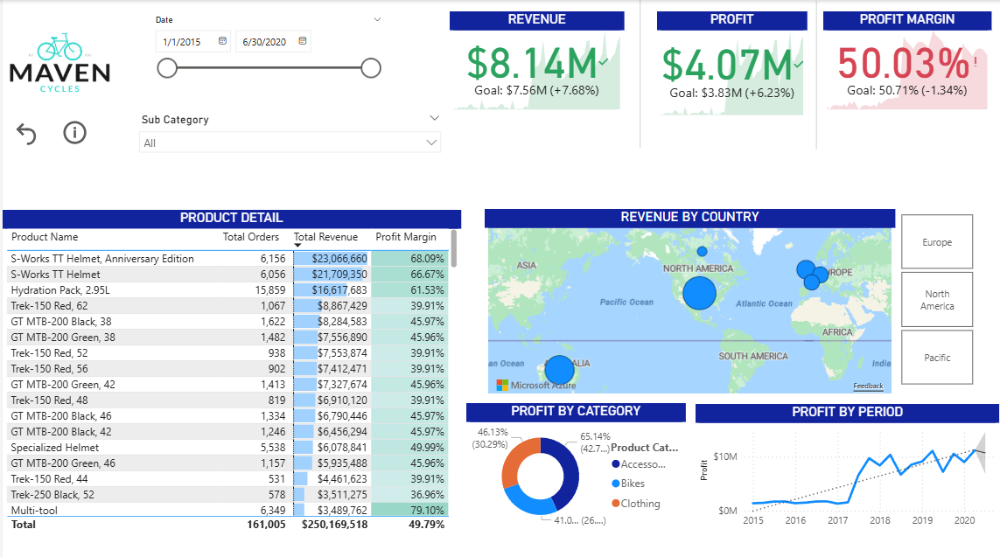 MAVEN
CYCLES
Date
1/1/2015
6/30/2020
Sub Category
All
REVENUE
$8.14M
Goal: $7.56M (+7.68%)
PROFIT
$4.07M
Goal: $3.83M (+6.23%)
PROFIT MARGIN
50.03%!
Goal: 50.71% (-1.34%)
PRODUCT DETAIL
Product Name Total Orders Total Revenue Profit Margin
S-Works TT Helmet, Anniversary Edition 6,156 $23,066,660 68.09%
S-Works TT Helmet 6,056 $21,709,350 66.67%
Hydration Pack, 2.95L 15,859 $16,617,683 61.53%
Trek-150 Red, 62 1,067 $8,867,429 39.91%
GT MTB-200 Black, 38 1,622 $8,284,583 45.97%
GT MTB-200 Green, 38 1,482 $7,556,890 45.96%
Trek-150 Red, 52 938 $7,553,874 39.91%
Trek-150 Red, 56 902 $7,412,471 39.91%
GT MTB-200 Green, 42 1,413 $7,327,674 45.96%
Trek-150 Red, 48 819 $6,910,120 39.91%
GT MTB-200 Black, 46 1,334 $6,790,446 45.97%
GT MTB-200 Black, 42 1,246 $6,456,294 45.97%
Specialized Helmet 5,538 $6,078,841 49.99%
GT MTB-200 Green, 46 1,157 $5,935,488 45.96%
Trek-150 Red, 44 531 $4,461,623 39.91%
Trek-250 Black, 52 578 $3,511,275 36.96%
Multi-tool 6,349 $3,489,762 79.10%
Total 161,005 $250,169,518 49.79%
REVENUE BY COUNTRY
ASIA
NORTH AMERICA
ROPE
Pacific Ocean
Atlantic Ocean
AFRICA
SOUTH AMERICA
an Ocean
A ALIA
India
Microsoft Azure
Feedback
Europe
North
America
Pacific
PROFIT BY CATEGORY
46.13%
(30.29%)
65.14%
(42.7...)
41.0... (26....)
Product Cat...
Accesso...
Bikes
Clothing
PROFIT BY PERIOD
Profit
$10M
$0M
2015 2016 2017 2018 2019 2020